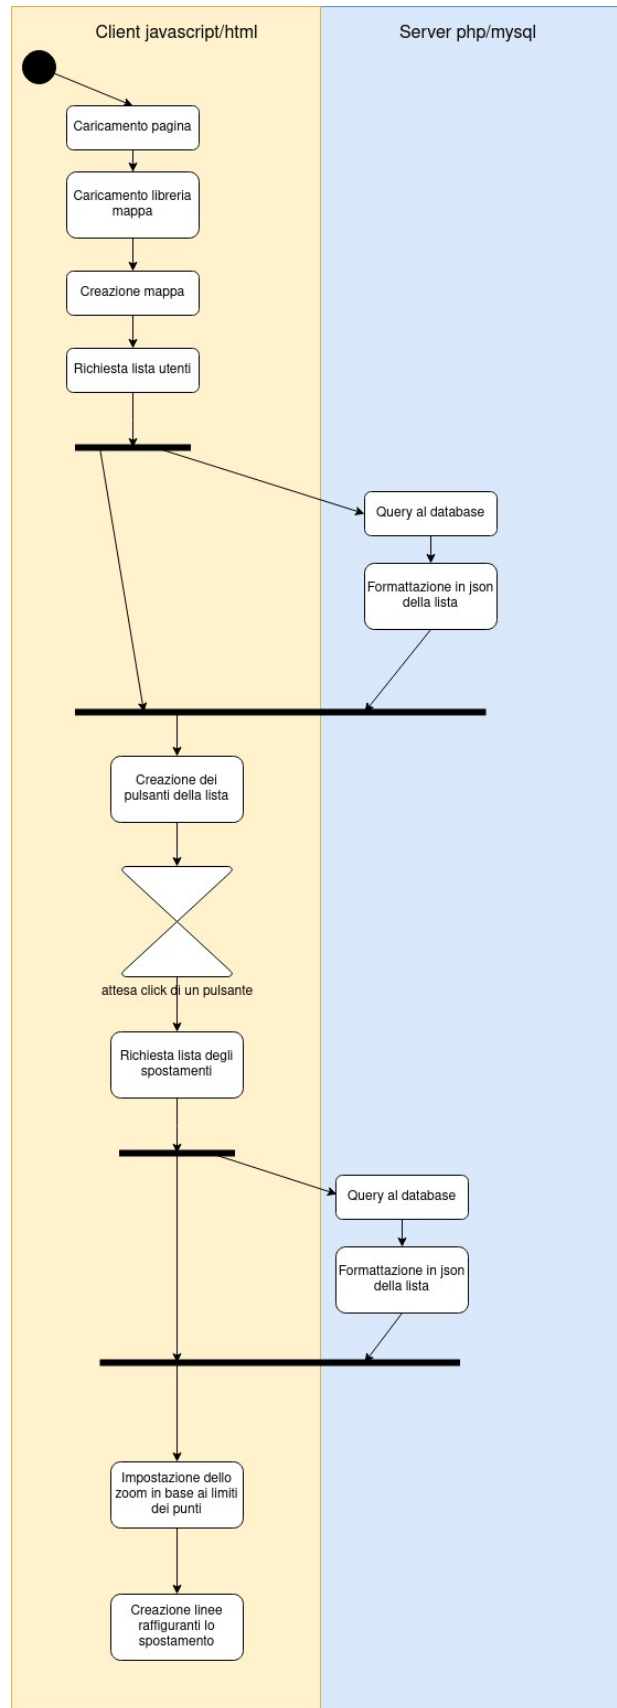 Client javascript/html
Server php/mysql
Caricamento pagina
Caricamento libreria
mappa
Creazione mappa
Richiesta lista utenti
Query al database
Formattazione in json
della lista
Creazione dei
pulsanti della lista
attesa click di un pulsante
Richiesta lista degli
spostamenti
Query al database
Formattazione in json
della lista
Impostazione dello
zoom in base ai limiti
dei punti
Creazione linee
raffiguranti lo
spostamento